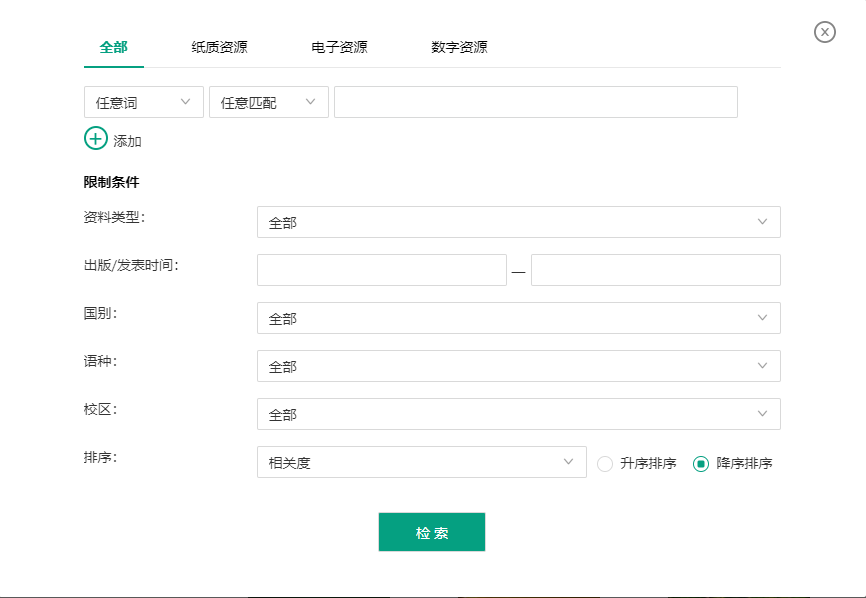 全部 纸质资源 电子资源 数字资源
任意词 任意匹配
添加
限制条件
资料类型: 全部
出版/发表时间: —
国别: 全部
语种: 全部
校区: 全部
排序: 相关度 升序排序 降序排序
检 索